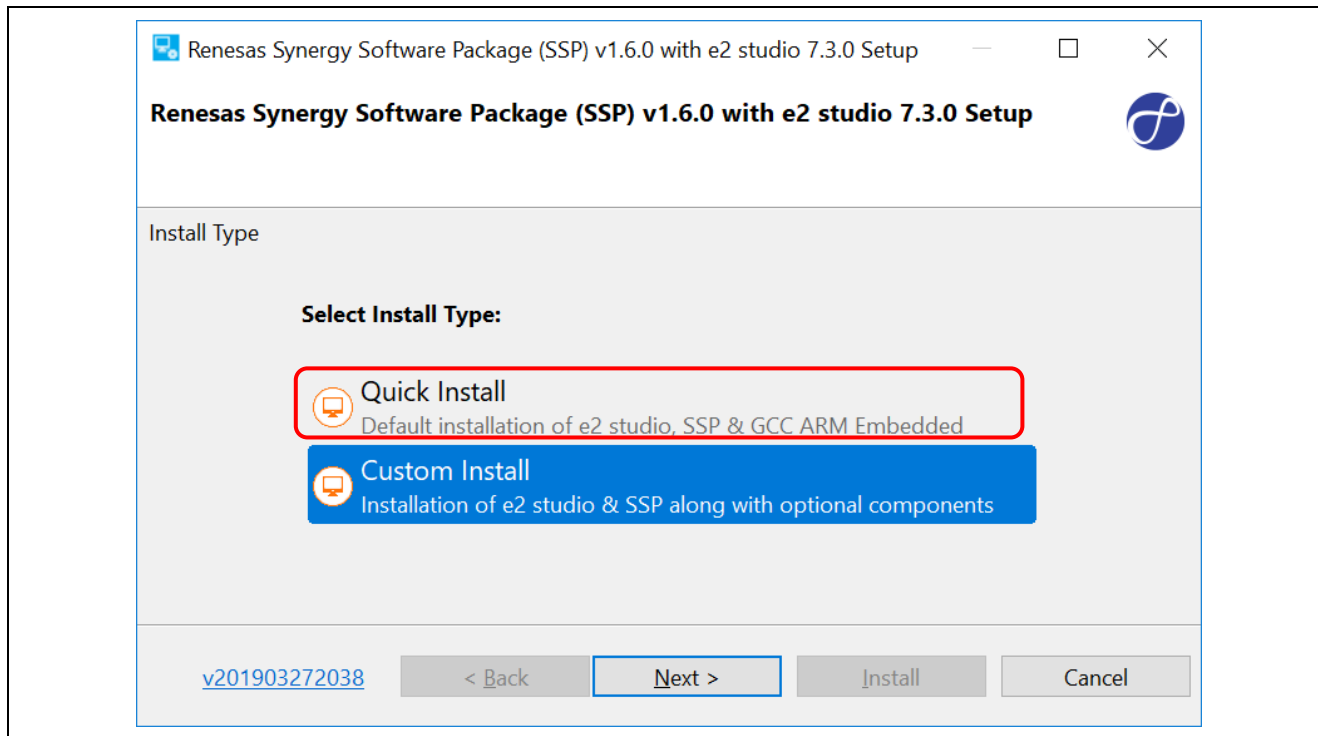 Renesas Synergy Software Package (SSP) v1.6.0 with e2 studio 7.3.0 Setup
Renesas Synergy Software Package (SSP) v1.6.0 with e2 studio 7.3.0 Setup
Install Type
Select Install Type:
Quick Install
Default installation of e2 studio, SSP & GCC ARM Embedded
Custom Install
Installation of e2 studio & SSP along with optional components
v201903272038 < Back Next > Install Cancel